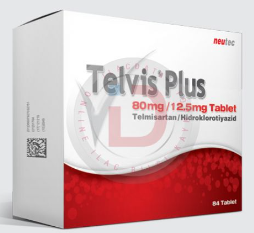 neutec
Telvis Plus
80mg/12.5mg Tablet
Telmisartan/Hidroklorotiyazid
84 Tablet